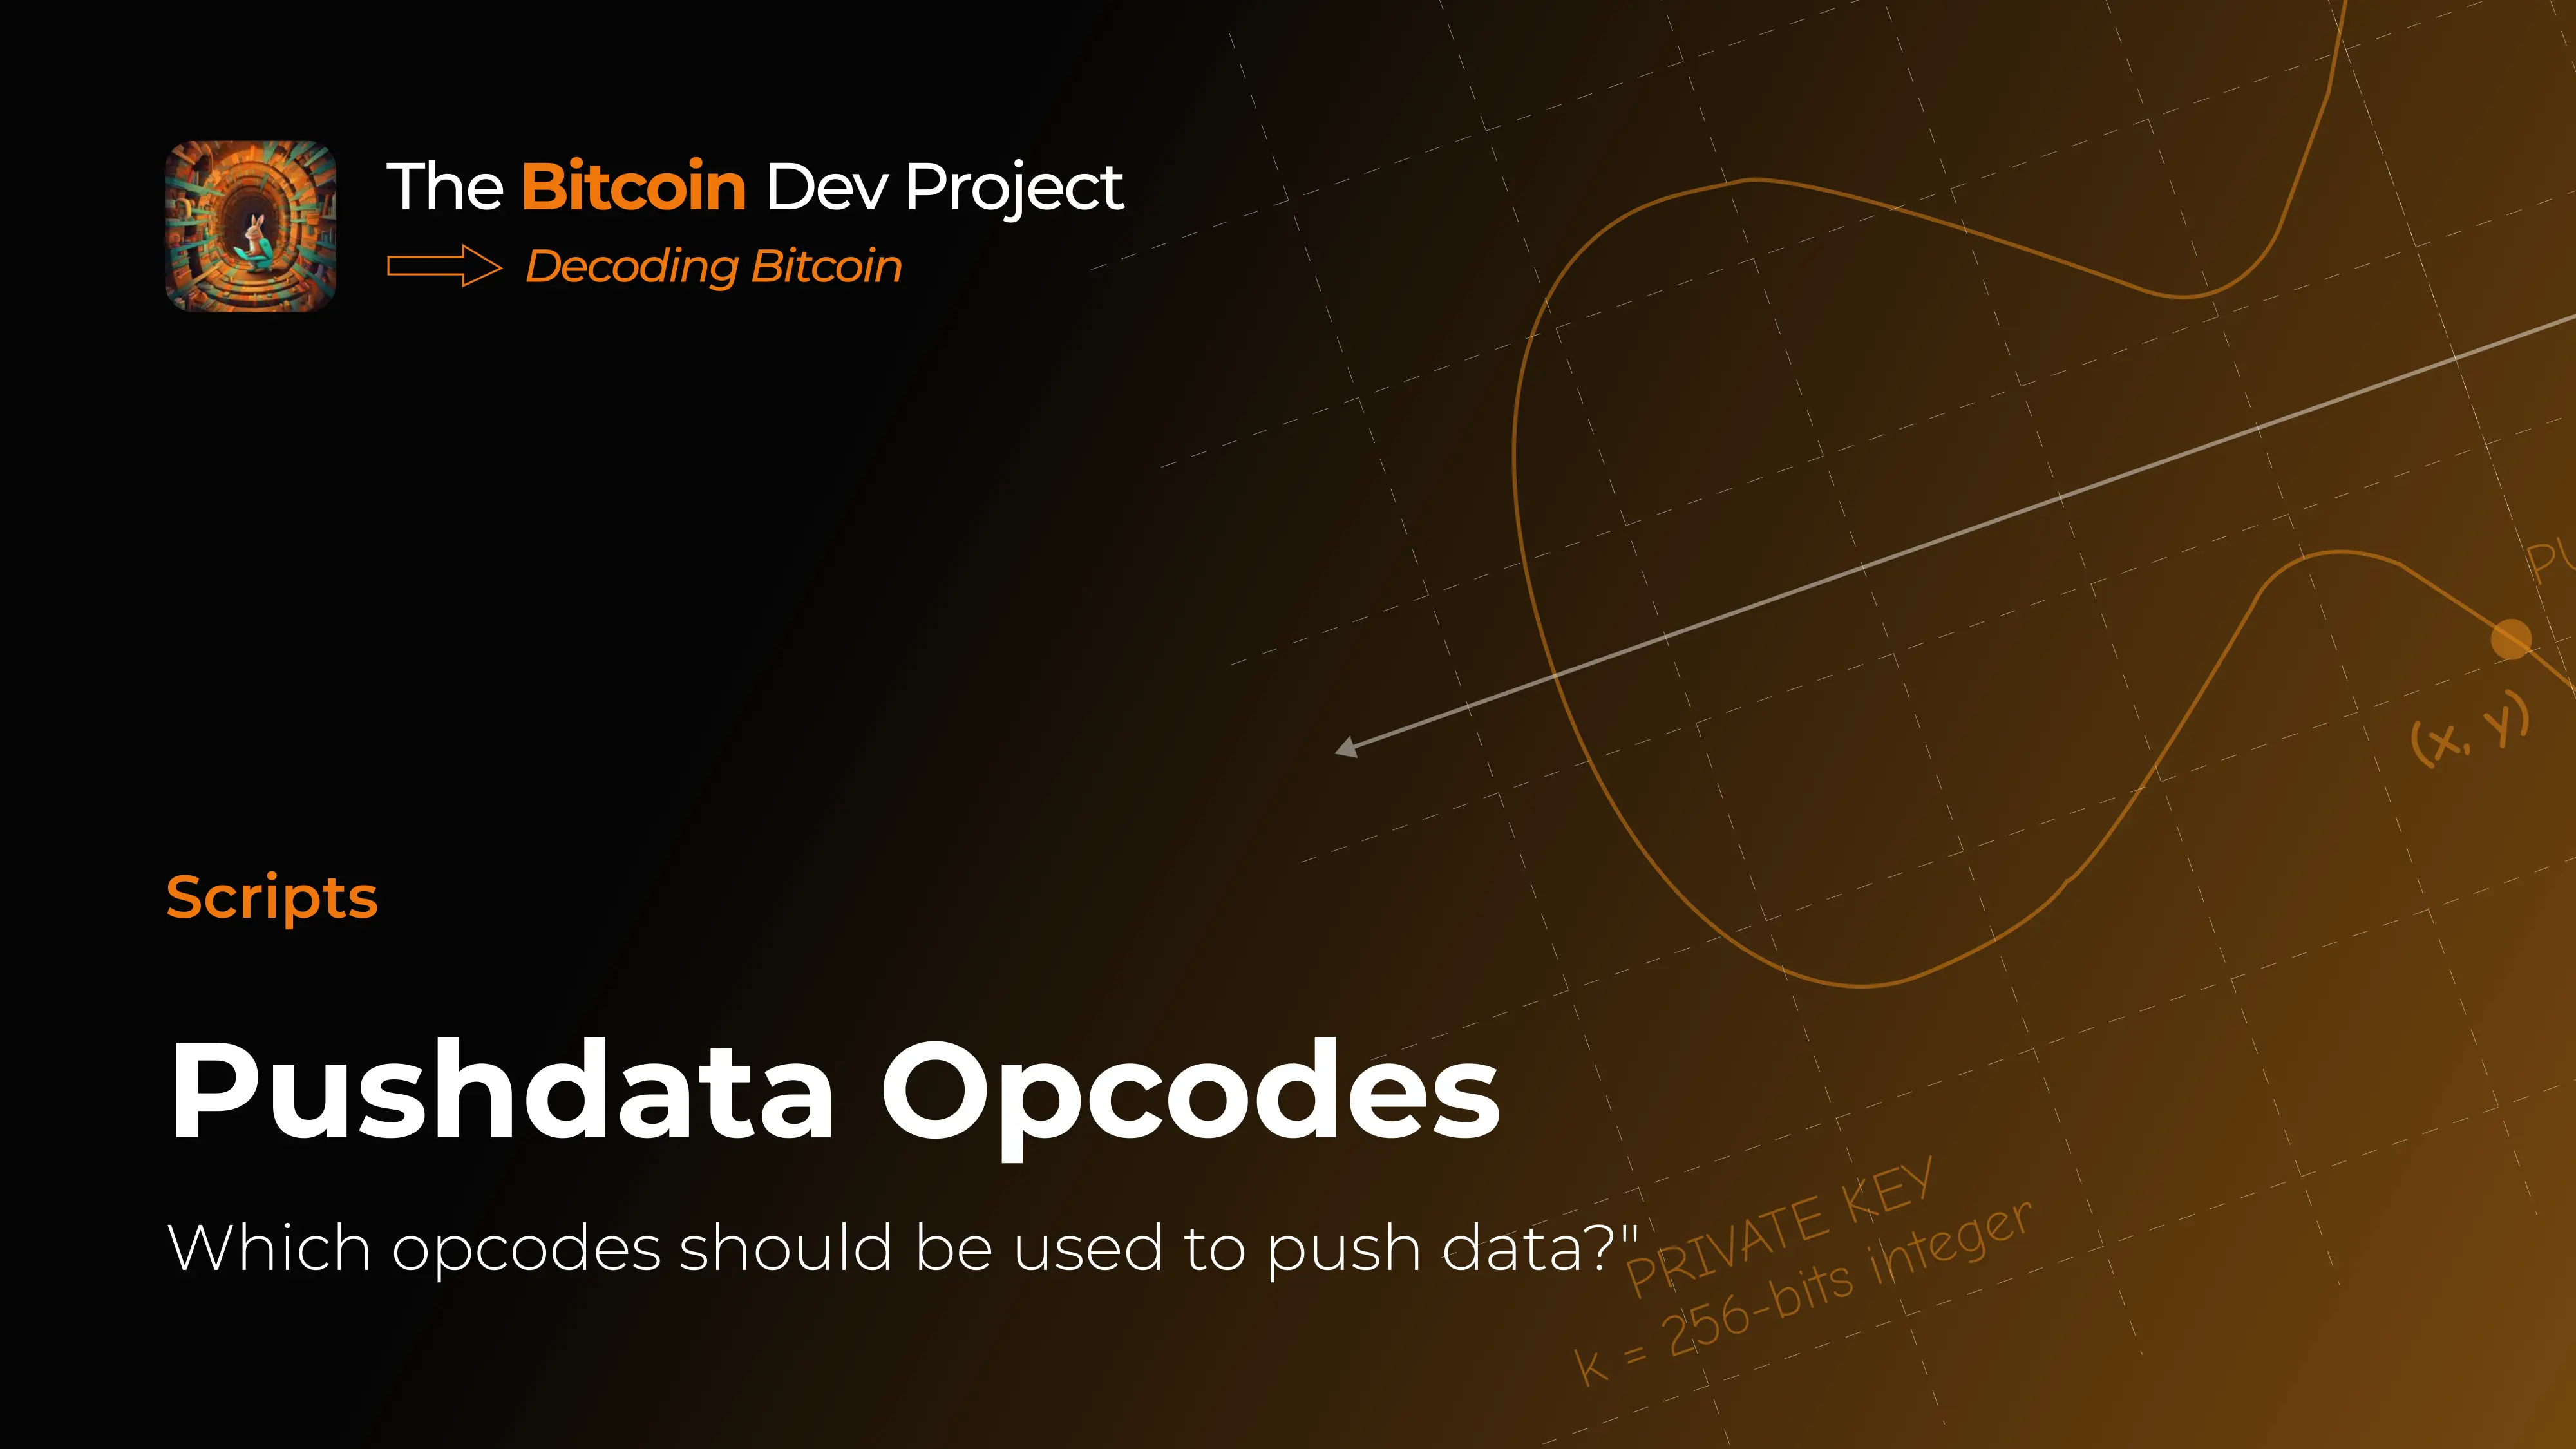 The Bitcoin Dev Project
Decoding Bitcoin
(x, y)
Scripts
Pushdata Opcodes
Which opcodes should be used to push data?"
PRIVATE KEY
k = 256-bits integer